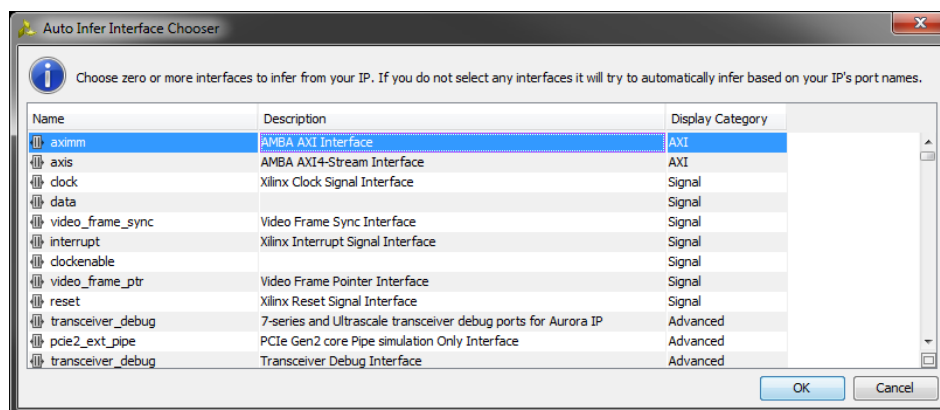 Auto Infer Interface Chooser
Choose zero or more interfaces to infer from your IP. If you do not select any interfaces it will try to automatically infer based on your IP's port names.
Name Description Display Category
aximm AMBA AXI Interface AXI
axis AMBA AXI4-Stream Interface AXI
clock Xilinx Clock Signal Interface Signal
data Signal
video_frame_sync Video Frame Sync Interface Signal
interrupt Xilinx Interrupt Signal Interface Signal
clockenable Signal
video_frame_ptr Video Frame Pointer Interface Signal
reset Xilinx Reset Signal Interface Signal
transceiver_debug 7-series and Ultrascale transceiver debug ports for Aurora IP Advanced
pcie2_ext_pipe PCIe Gen2 core Pipe simulation Only Interface Advanced
transceiver_debug Transceiver Debug Interface Advanced
OK Cancel